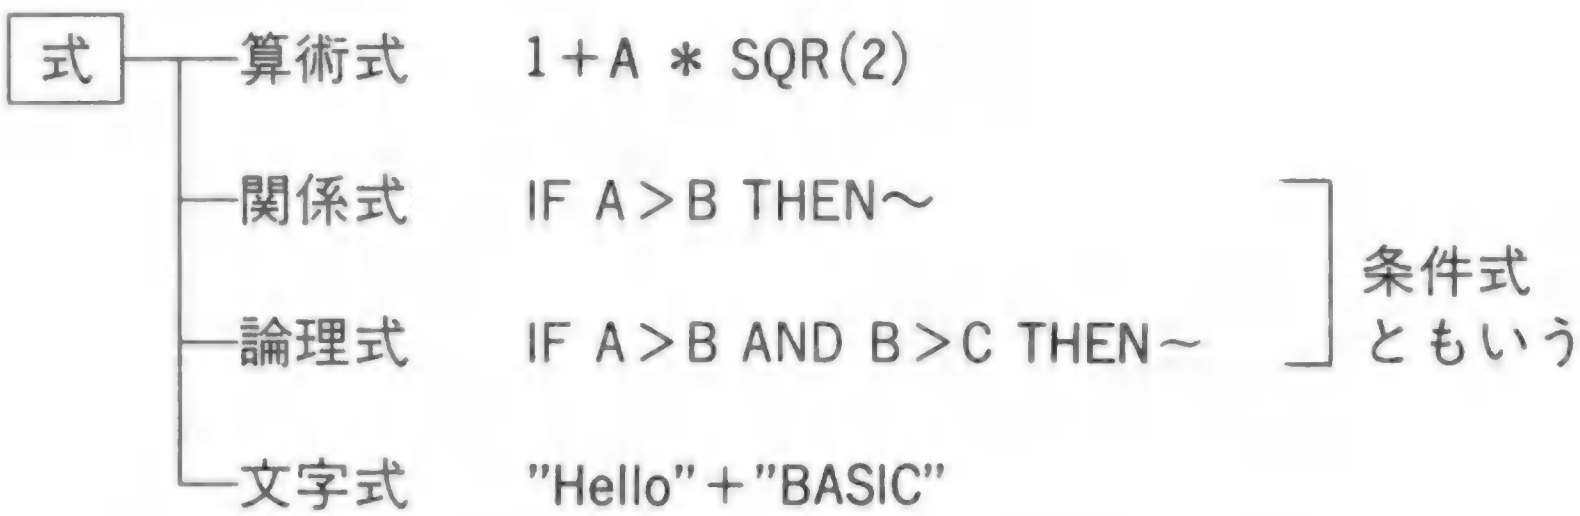 式 算術式 1+A * SQR(2)
関係式 IF A>B THEN～
論理式 IF A>B AND B>C THEN～
条件式
ともいう
文字式 ”Hello”+”BASIC”